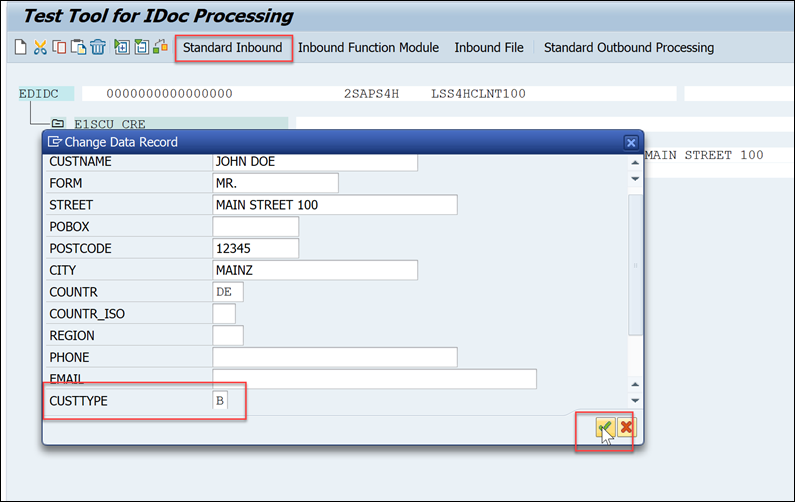 Test Tool for IDoc Processing
Standard Inbound Inbound Function Module Inbound File Standard Outbound Processing
EDIDC 0000000000000000 2SAPS4H LSS4HCLNT100
E1SCU_CRE
Change Data Record
MAIN STREET 100
CUSTNAME JOHN DOE
FORM MR.
STREET MAIN STREET 100
POBOX
POSTCODE 12345
CITY MAINZ
COUNTR DE
COUNTR_ISO
REGION
PHONE
EMAIL
CUSTTYPE B